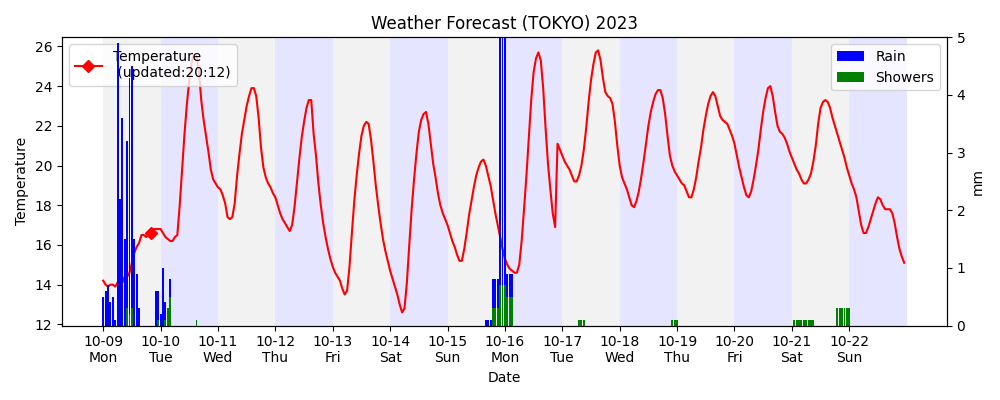 Weather Forecast (TOKYO) 2023
Temperature
(updated:20:12)
Rain
Showers
26
24
22
20
18
16
14
12
Temperature
5
4
3
2
1
0
mm
10-09 10-10 10-11 10-12 10-13 10-14 10-15 10-16 10-17 10-18 10-19 10-20 10-21 10-22
Mon Tue Wed Thu Fri Sat Sun Mon Tue Wed Thu Fri Sat Sun
Date